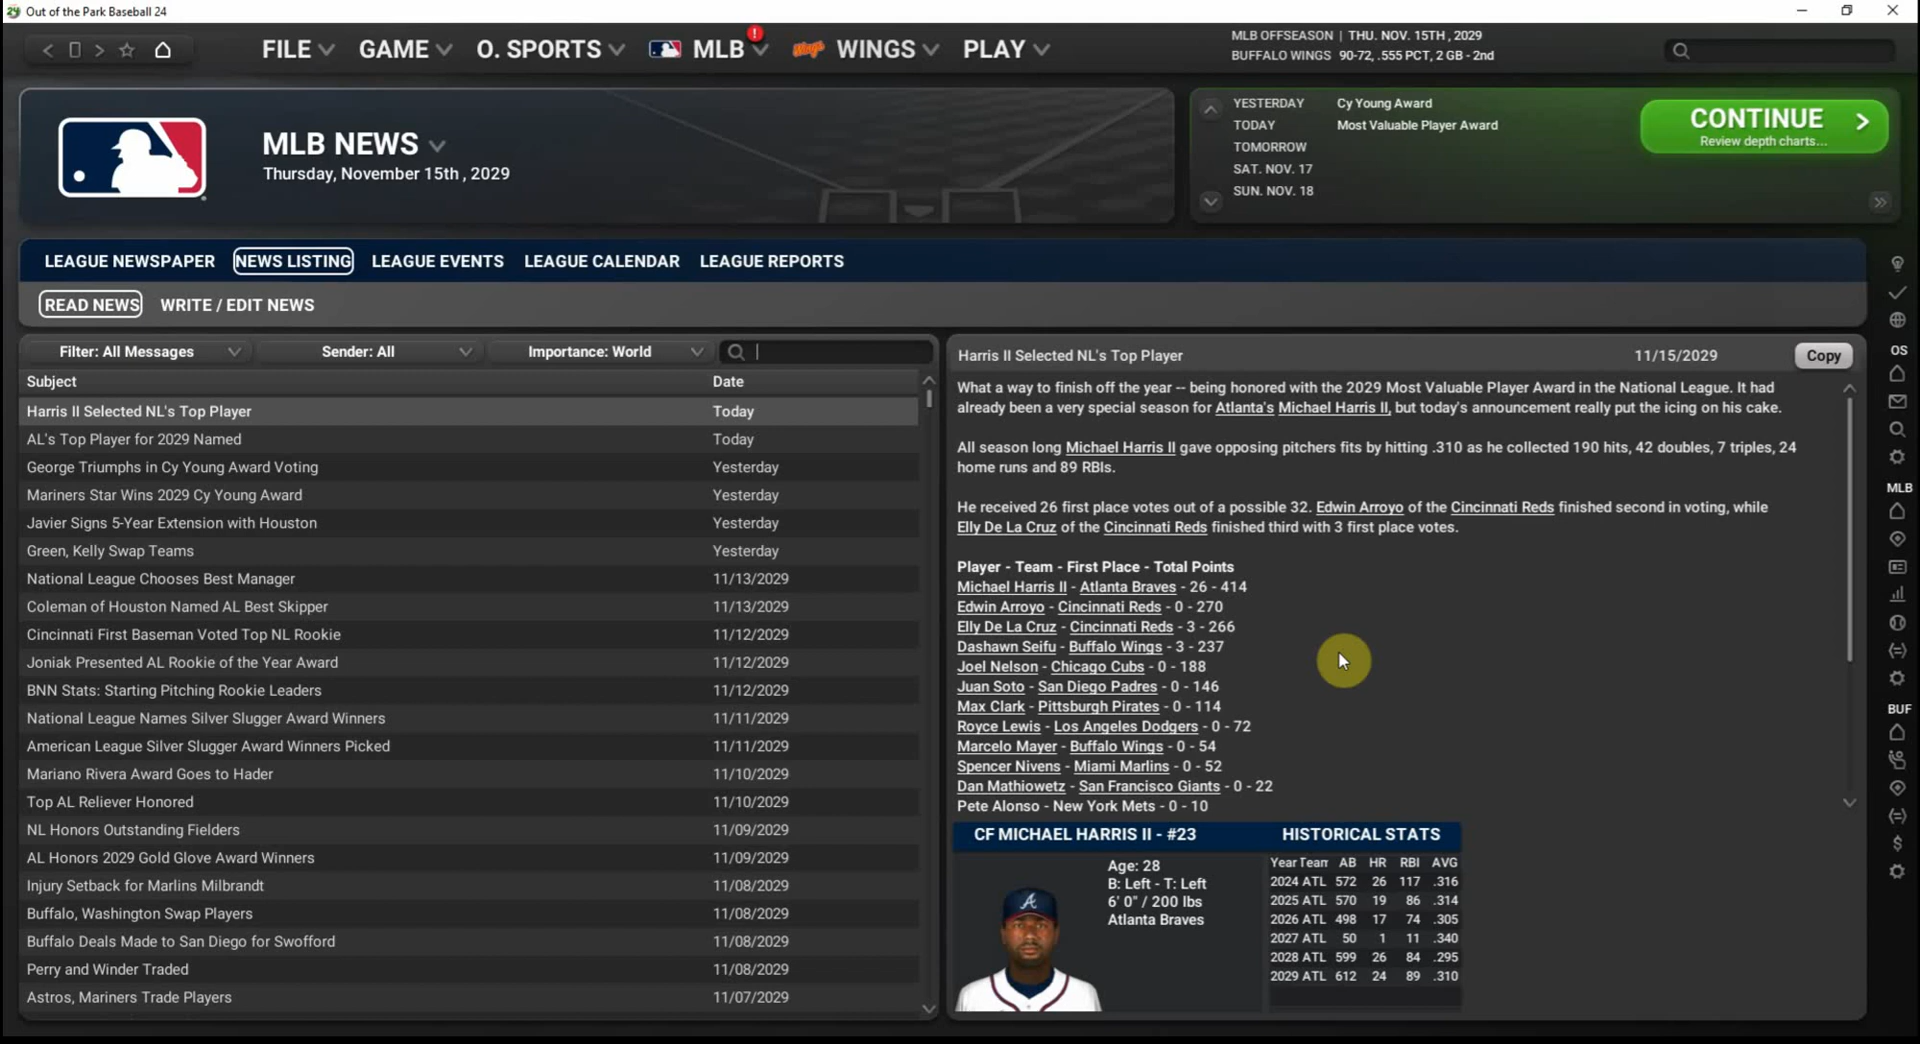 Out of the Park Baseball 24
FILE GAME O. SPORTS MLB ! WINGS PLAY
MLB OFFSEASON | THU. NOV. 15TH , 2029
BUFFALO WINGS 90-72, .555 PCT, 2 GB - 2nd
MLB NEWS
Thursday, November 15th , 2029
YESTERDAY Cy Young Award
TODAY Most Valuable Player Award
TOMORROW
SAT. NOV. 17
SUN. NOV. 18
CONTINUE
Review depth charts...
LEAGUE NEWSPAPER NEWS LISTING LEAGUE EVENTS LEAGUE CALENDAR LEAGUE REPORTS
READ NEWS WRITE / EDIT NEWS
Filter: All Messages Sender: All Importance: World
Subject Date
Harris II Selected NL's Top Player Today
AL's Top Player for 2029 Named Today
George Triumphs in Cy Young Award Voting Yesterday
Mariners Star Wins 2029 Cy Young Award Yesterday
Javier Signs 5-Year Extension with Houston Yesterday
Green, Kelly Swap Teams Yesterday
National League Chooses Best Manager 11/13/2029
Coleman of Houston Named AL Best Skipper 11/13/2029
Cincinnati First Baseman Voted Top NL Rookie 11/12/2029
Joniak Presented AL Rookie of the Year Award 11/12/2029
BNN Stats: Starting Pitching Rookie Leaders 11/12/2029
National League Names Silver Slugger Award Winners 11/11/2029
American League Silver Slugger Award Winners Picked 11/11/2029
Mariano Rivera Award Goes to Hader 11/10/2029
Top AL Reliever Honored 11/10/2029
NL Honors Outstanding Fielders 11/09/2029
AL Honors 2029 Gold Glove Award Winners 11/09/2029
Injury Setback for Marlins Milbrandt 11/08/2029
Buffalo, Washington Swap Players 11/08/2029
Buffalo Deals Made to San Diego for Swofford 11/08/2029
Perry and Winder Traded 11/08/2029
Astros, Mariners Trade Players 11/07/2029
Harris II Selected NL's Top Player 11/15/2029 Copy
What a way to finish off the year -- being honored with the 2029 Most Valuable Player Award in the National League. It had
already been a very special season for Atlanta's Michael Harris II, but today's announcement really put the icing on his cake.
All season long Michael Harris II gave opposing pitchers fits by hitting .310 as he collected 190 hits, 42 doubles, 7 triples, 24
home runs and 89 RBIs.
He received 26 first place votes out of a possible 32. Edwin Arroyo of the Cincinnati Reds finished second in voting, while
Elly De La Cruz of the Cincinnati Reds finished third with 3 first place votes.
Player - Team - First Place - Total Points
Michael Harris II - Atlanta Braves - 26 - 414
Edwin Arroyo - Cincinnati Reds - 0 - 270
Elly De La Cruz - Cincinnati Reds - 3 - 266
Dashawn Seifu - Buffalo Wings - 3 - 237
Joel Nelson - Chicago Cubs - 0 - 188
Juan Soto - San Diego Padres - 0 - 146
Max Clark - Pittsburgh Pirates - 0 - 114
Royce Lewis - Los Angeles Dodgers - 0 - 72
Marcelo Mayer - Buffalo Wings - 0 - 54
Spencer Nivens - Miami Marlins - 0 - 52
Dan Mathiowetz - San Francisco Giants - 0 - 22
Pete Alonso - New York Mets - 0 - 10
CF MICHAEL HARRIS II - #23
Age: 28
B: Left - T: Left
6' 0" / 200 lbs
Atlanta Braves
HISTORICAL STATS
Year Team AB HR RBI AVG
2024 ATL 572 26 117 .316
2025 ATL 570 19 86 .314
2026 ATL 498 17 74 .305
2027 ATL 50 1 11 .340
2028 ATL 599 26 84 .295
2029 ATL 612 24 89 .310
OS
MLB
BUF